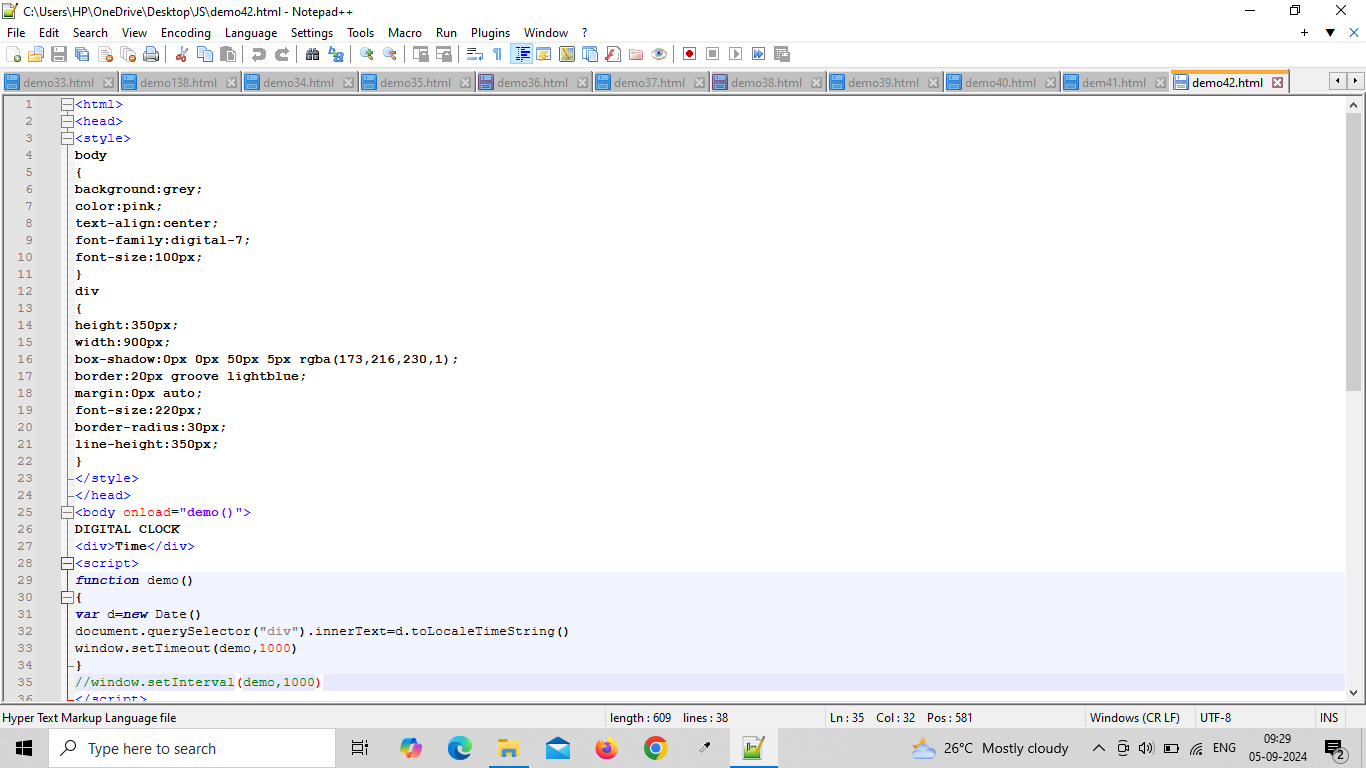 C:\Users\HP\OneDrive\Desktop\JS\demo42.html - Notepad++
File Edit Search View Encoding Language Settings Tools Macro Run Plugins Window ?
demo33.html demo138.html demo34.html demo35.html demo36.html demo37.html demo38.html demo39.html demo40.html dem41.html demo42.html
1 <html>
2 <head>
3 <style>
4 body
5 {
6 background:grey;
7 color:pink;
8 text-align:center;
9 font-family:digital-7;
10 font-size:100px;
11 }
12 div
13 {
14 height:350px;
15 width:900px;
16 box-shadow:0px 0px 50px 5px rgba(173,216,230,1);
17 border:20px groove lightblue;
18 margin:0px auto;
19 font-size:220px;
20 border-radius:30px;
21 line-height:350px;
22 }
23 </style>
24 </head>
25 <body onload="demo()">
26 DIGITAL CLOCK
27 <div>Time</div>
28 <script>
29 function demo()
30 {
31 var d=new Date()
32 document.querySelector("div").innerText=d.toLocaleTimeString()
33 window.setTimeout(demo,1000)
34 }
35 //window.setInterval(demo,1000)
36 </script>
Hyper Text Markup Language file length : 609 lines : 38 Ln : 35 Col : 32 Pos : 581 Windows (CR LF) UTF-8 INS
Type here to search 26°C Mostly cloudy ENG 09:29
05-09-2024 2